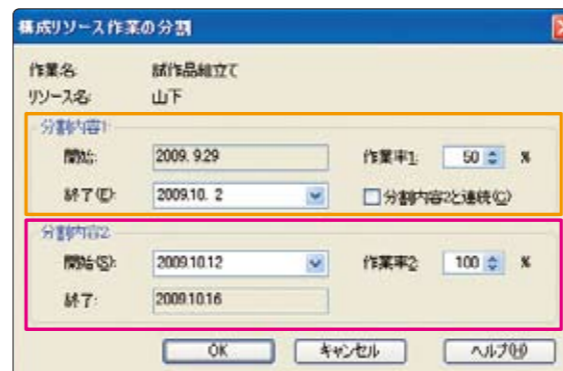 構成リソース作業の分割
作業名: 試作品組立て
リソース名: 山下
分割内容1
開始: 2009. 9.29 作業率1: 50 %
終了(E): 2009.10. 2 分割内容2と連続(C)
分割内容2
開始(S): 2009.10.12 作業率2: 100 %
終了: 2009.10.16
OK キャンセル ヘルプ(H)